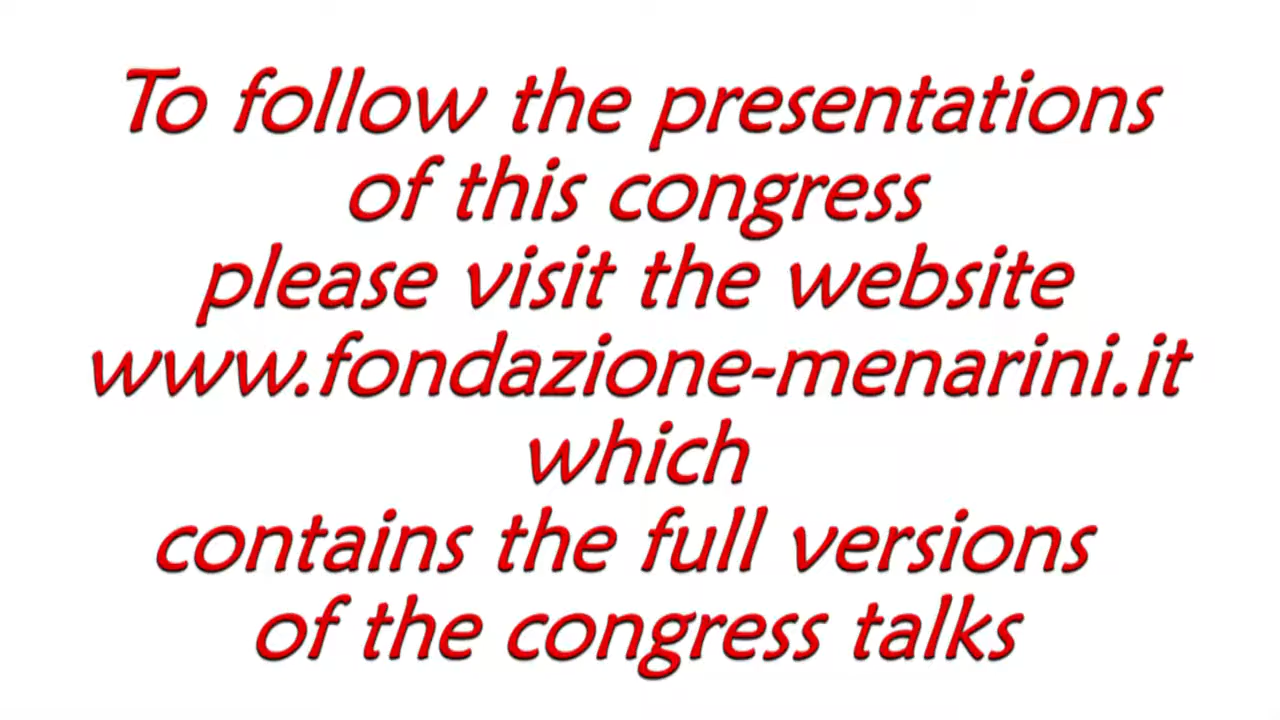 To follow the presentations
of this congress
please visit the website
www.fondazione-menarini.it
which
contains the full versions
of the congress talks